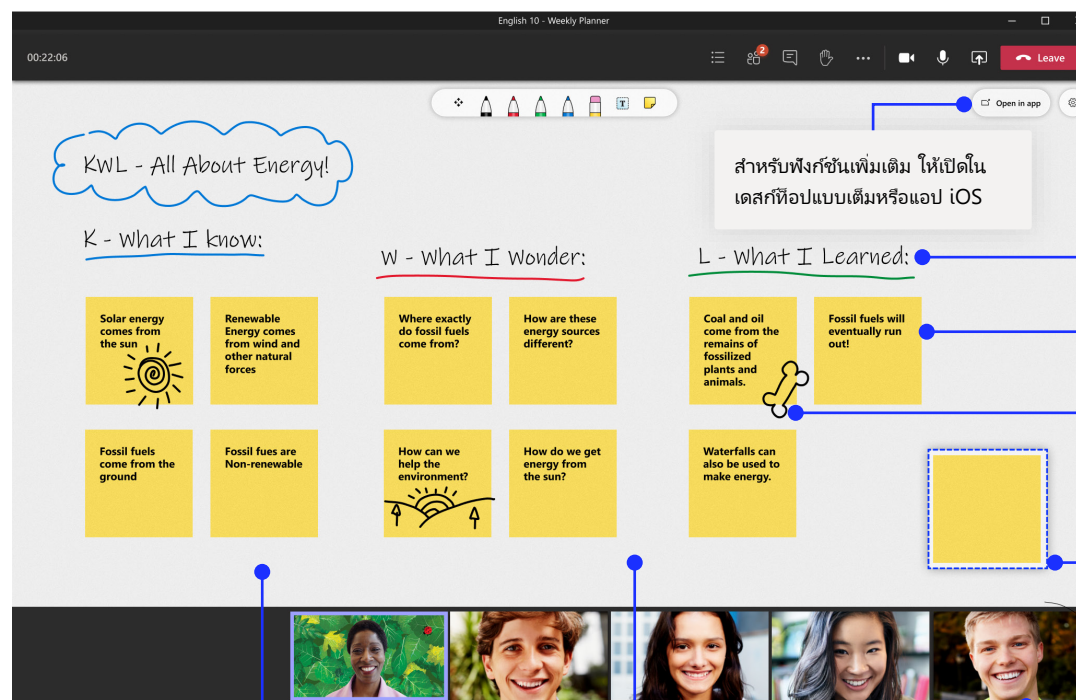 English 10 - Weekly Planner
00:22:06
2
Leave
Open in app
T
สำหรับฟังก์ชันเพิ่มเติม ให้เปิดใน
เดสก์ท็อปแบบเต็มหรือแอป iOS
KWL - All About Energy!
K - What I know:
Solar energy
comes from
the sun
Renewable
Energy comes
from wind and
other natural
forces
Fossil fuels
come from the
ground
Fossil fues are
Non-renewable
W - What I Wonder:
Where exactly
do fossil fuels
come from?
How are these
energy sources
different?
How can we
help the
environment?
How do we get
energy from
the sun?
L - What I Learned:
Coal and oil
come from the
remains of
fossilized
plants and
animals.
Fossil fuels will
eventually run
out!
Waterfalls can
also be used to
make energy.